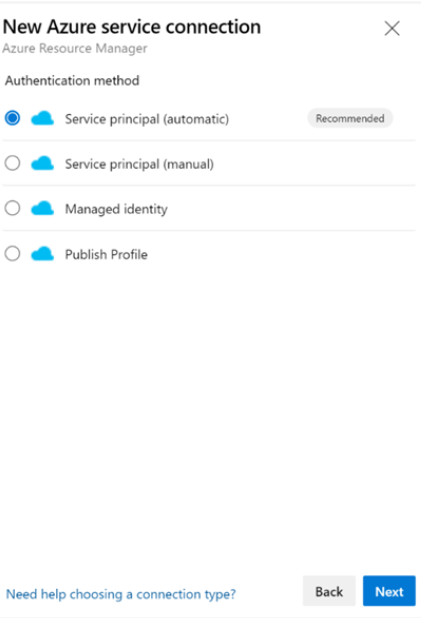 New Azure service connection
Azure Resource Manager
Authentication method
Service principal (automatic)
Recommended
Service principal (manual)
Managed identity
Publish Profile
Need help choosing a connection type?
Back
Next